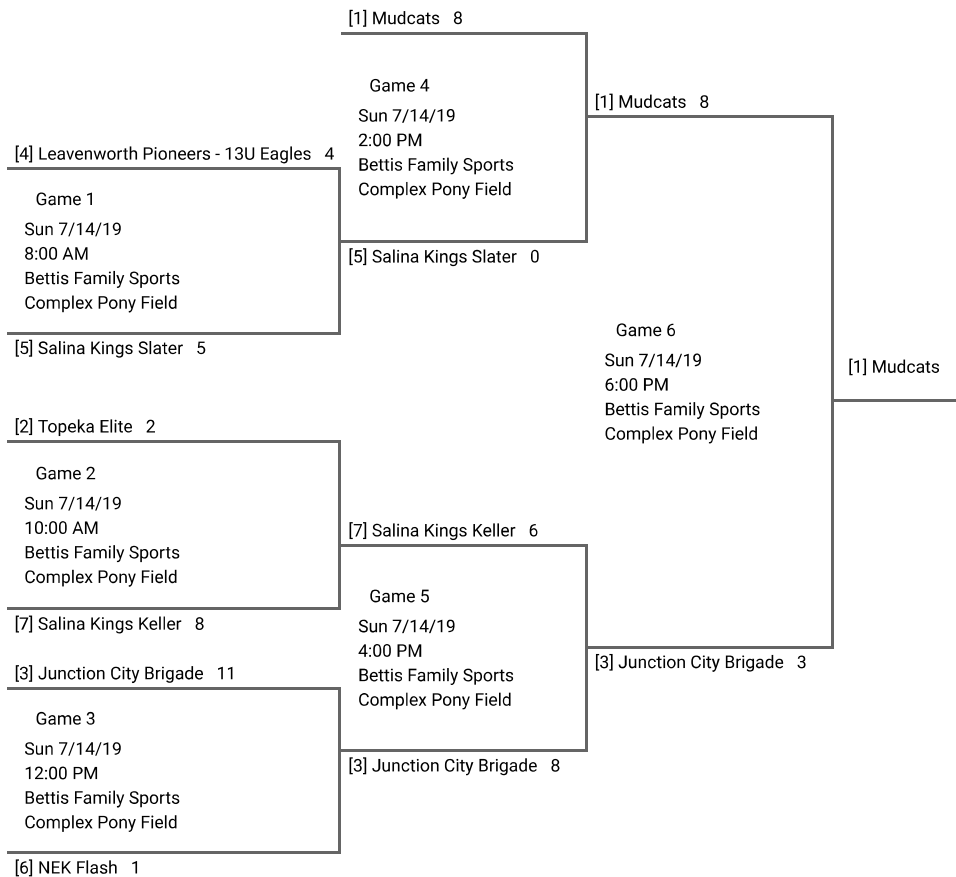 [1] Mudcats 8
Game 4
Sun 7/14/19
2:00 PM
Bettis Family Sports
Complex Pony Field
[5] Salina Kings Slater 0
[4] Leavenworth Pioneers - 13U Eagles 4
Game 1
Sun 7/14/19
8:00 AM
Bettis Family Sports
Complex Pony Field
[5] Salina Kings Slater 5
[2] Topeka Elite 2
Game 2
Sun 7/14/19
10:00 AM
Bettis Family Sports
Complex Pony Field
[7] Salina Kings Keller 8
[3] Junction City Brigade 11
Game 3
Sun 7/14/19
12:00 PM
Bettis Family Sports
Complex Pony Field
[6] NEK Flash 1
[7] Salina Kings Keller 6
Game 5
Sun 7/14/19
4:00 PM
Bettis Family Sports
Complex Pony Field
[3] Junction City Brigade 8
[1] Mudcats 8
Game 6
Sun 7/14/19
6:00 PM
Bettis Family Sports
Complex Pony Field
[3] Junction City Brigade 3
[1] Mudcats